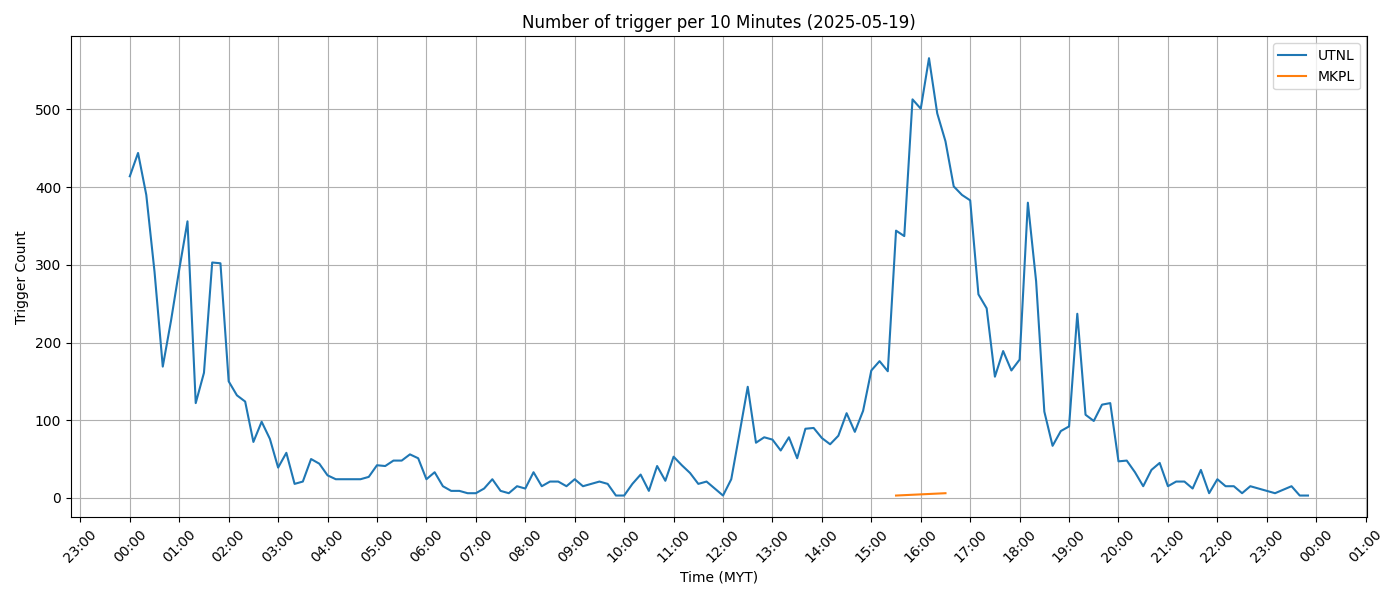 Number of trigger per 10 Minutes (2025-05-19)
UTNL
MKPL
Trigger Count
500
400
300
200
100
0
23:00 00:00 01:00 02:00 03:00 04:00 05:00 06:00 07:00 08:00 09:00 10:00 11:00 12:00 13:00 14:00 15:00 16:00 17:00 18:00 19:00 20:00 21:00 22:00 23:00 00:00 01:00
Time (MYT)